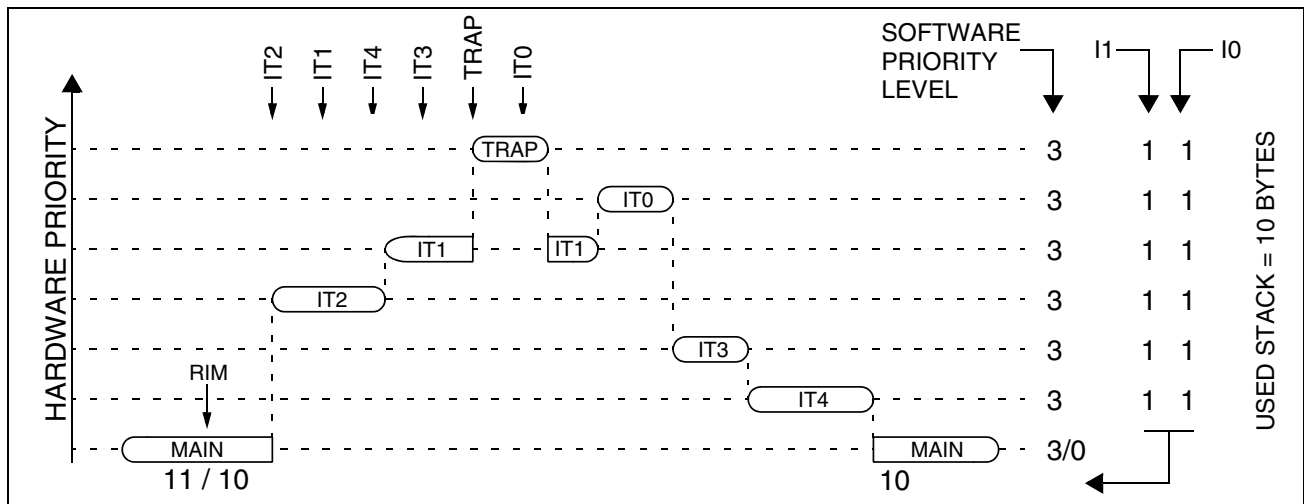 IT2
IT1
IT4
IT3
TRAP
IT0
SOFTWARE
PRIORITY
LEVEL
I1
I0
HARDWARE PRIORITY
TRAP
3
1 1
IT0
3
1 1
IT1
IT1
3
1 1
IT2
3
1 1
IT3
3
1 1
RIM
IT4
3
1 1
MAIN
MAIN
3/0
11 / 10
10
USED STACK = 10 BYTES